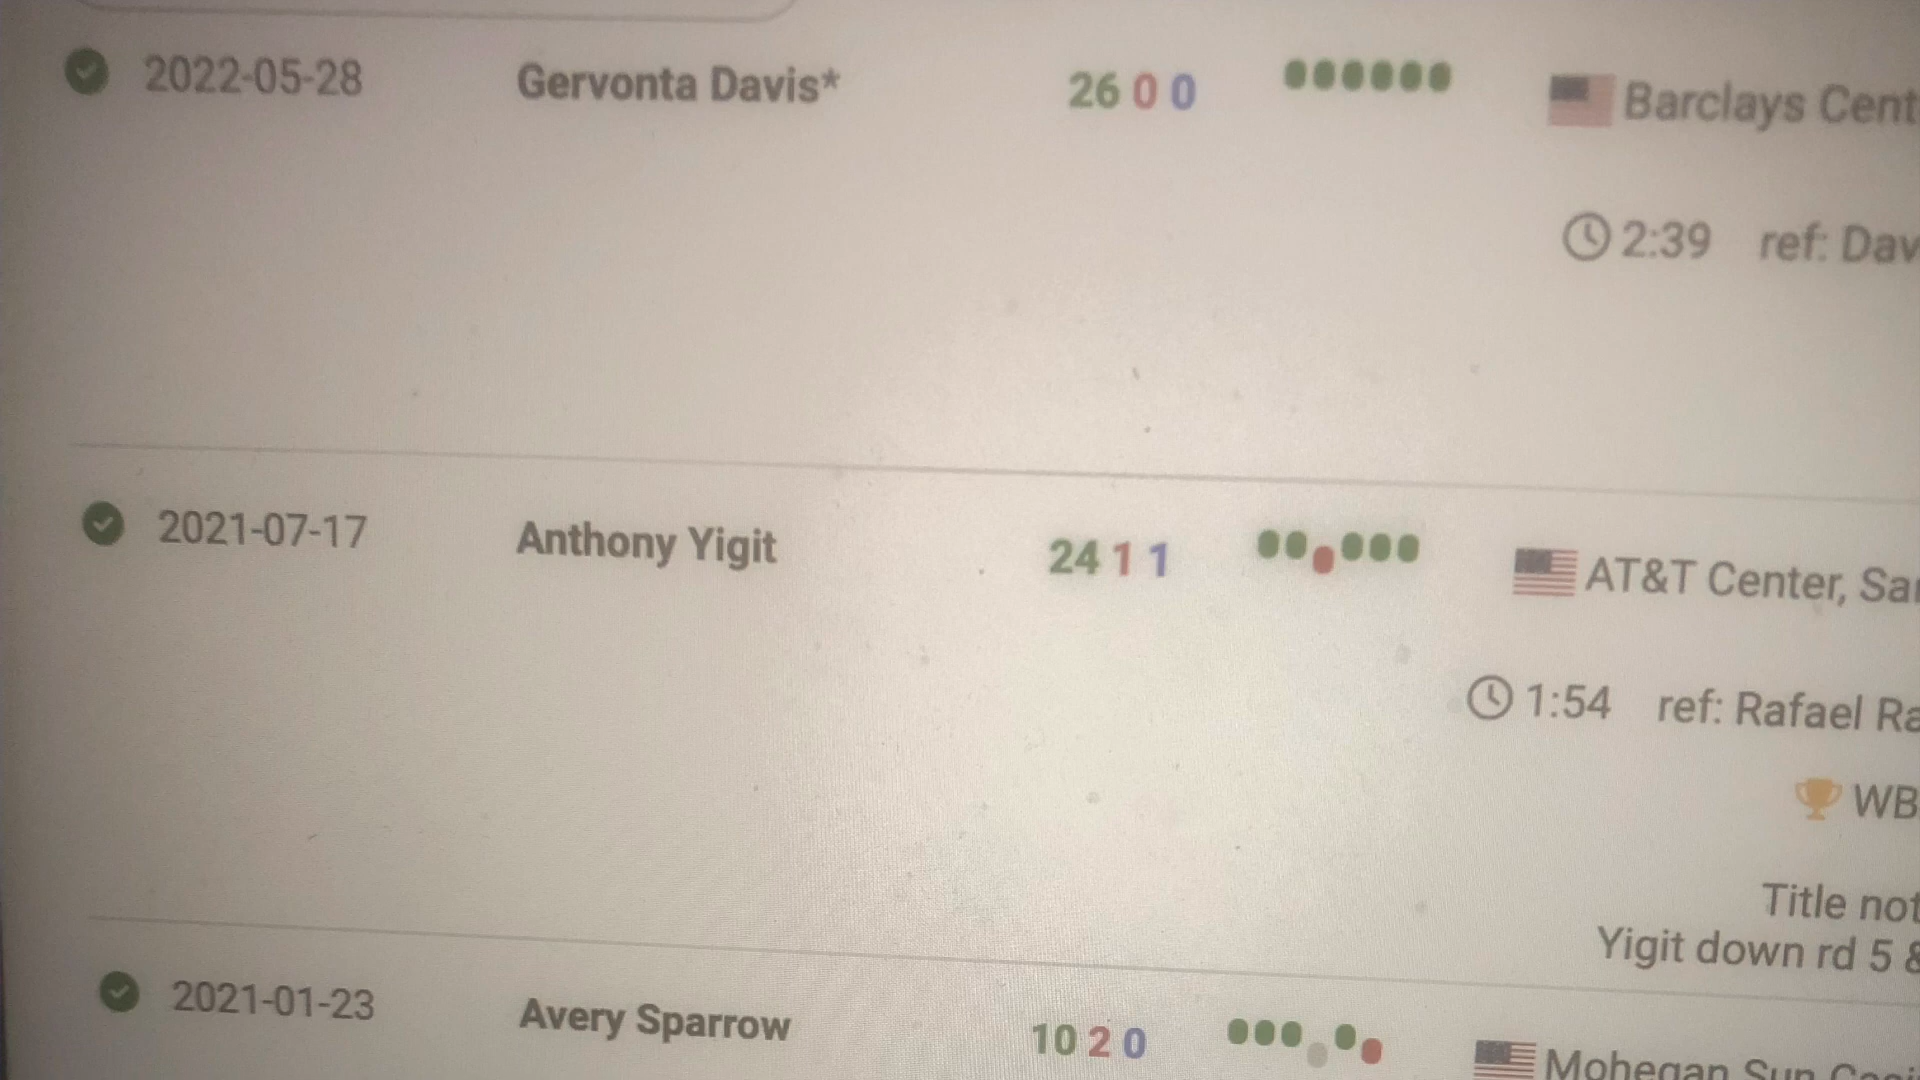 2022-05-28 Gervonta Davis* 26 0 0 Barclays Cent
2:39 ref: Dav
2021-07-17 Anthony Yigit 24 1 1 AT&T Center, Sa
1:54 ref: Rafael Ra
WB
Title not
Yigit down rd 5 &
2021-01-23 Avery Sparrow 10 2 0 Mohegan Sun